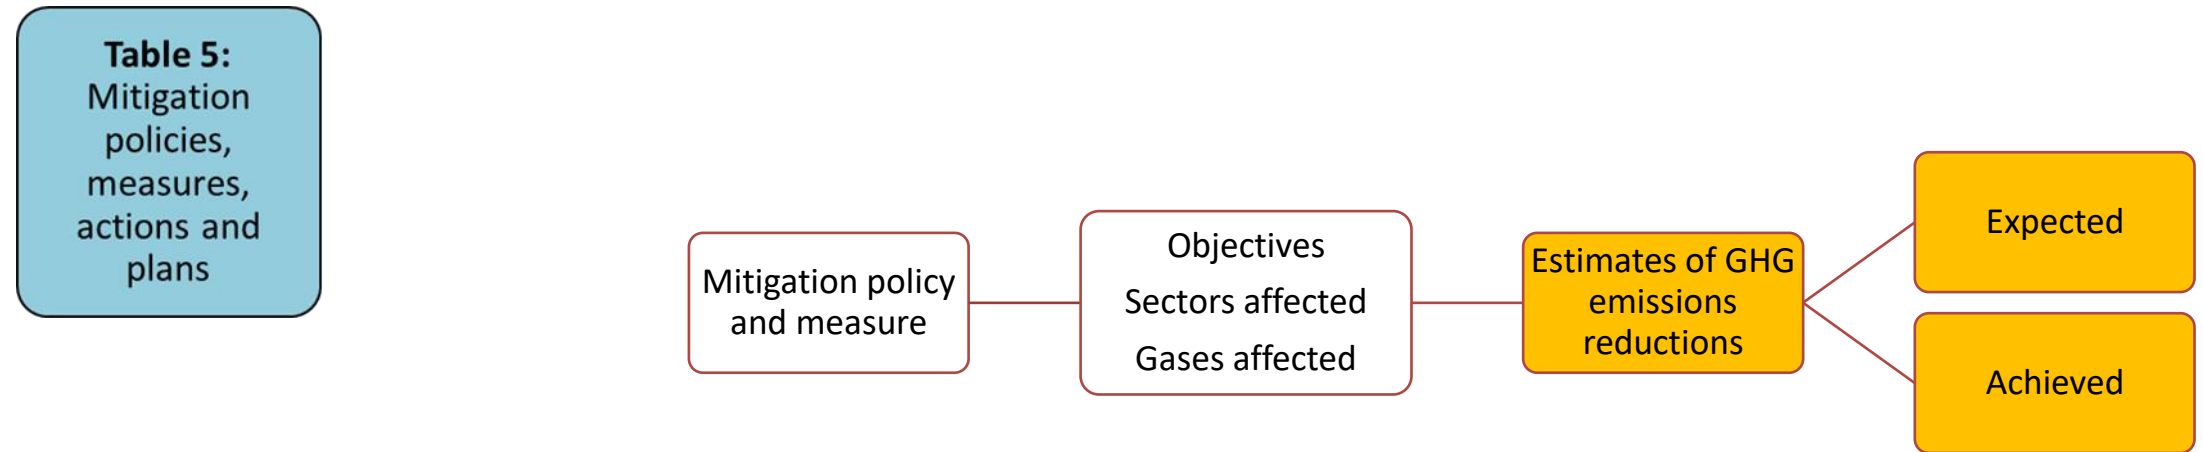 Table 5:
Mitigation
policies,
measures,
actions and
plans
Mitigation policy
and measure
Objectives
Sectors affected
Gases affected
Estimates of GHG
emissions
reductions
Expected
Achieved